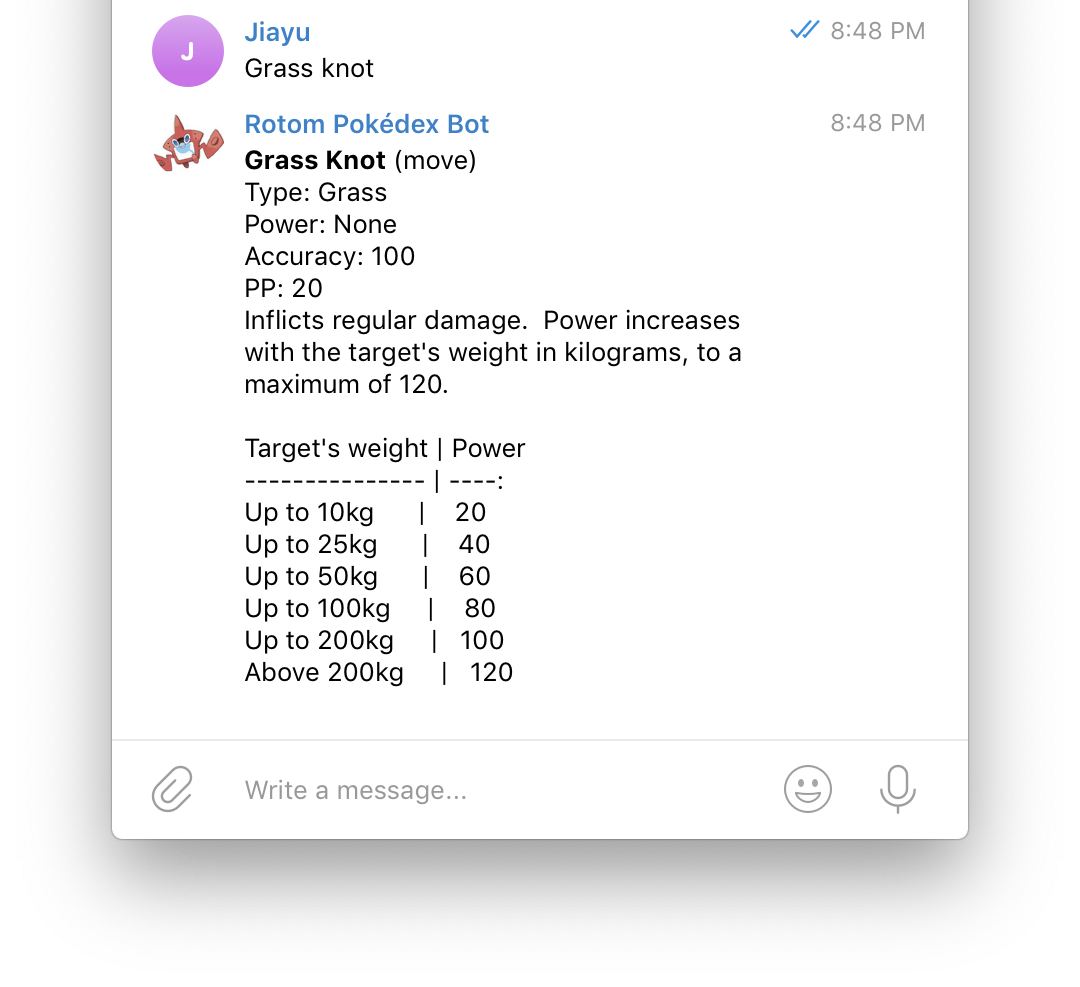 J
Jiayu 8:48 PM
Grass knot
Rotom Pokédex Bot 8:48 PM
Grass Knot (move)
Type: Grass
Power: None
Accuracy: 100
PP: 20
Inflicts regular damage.  Power increases
with the target's weight in kilograms, to a
maximum of 120.
Target's weight | Power
--------------- | ----:
Up to 10kg      |    20
Up to 25kg      |    40
Up to 50kg      |    60
Up to 100kg     |    80
Up to 200kg     |   100
Above 200kg     |   120
Write a message...